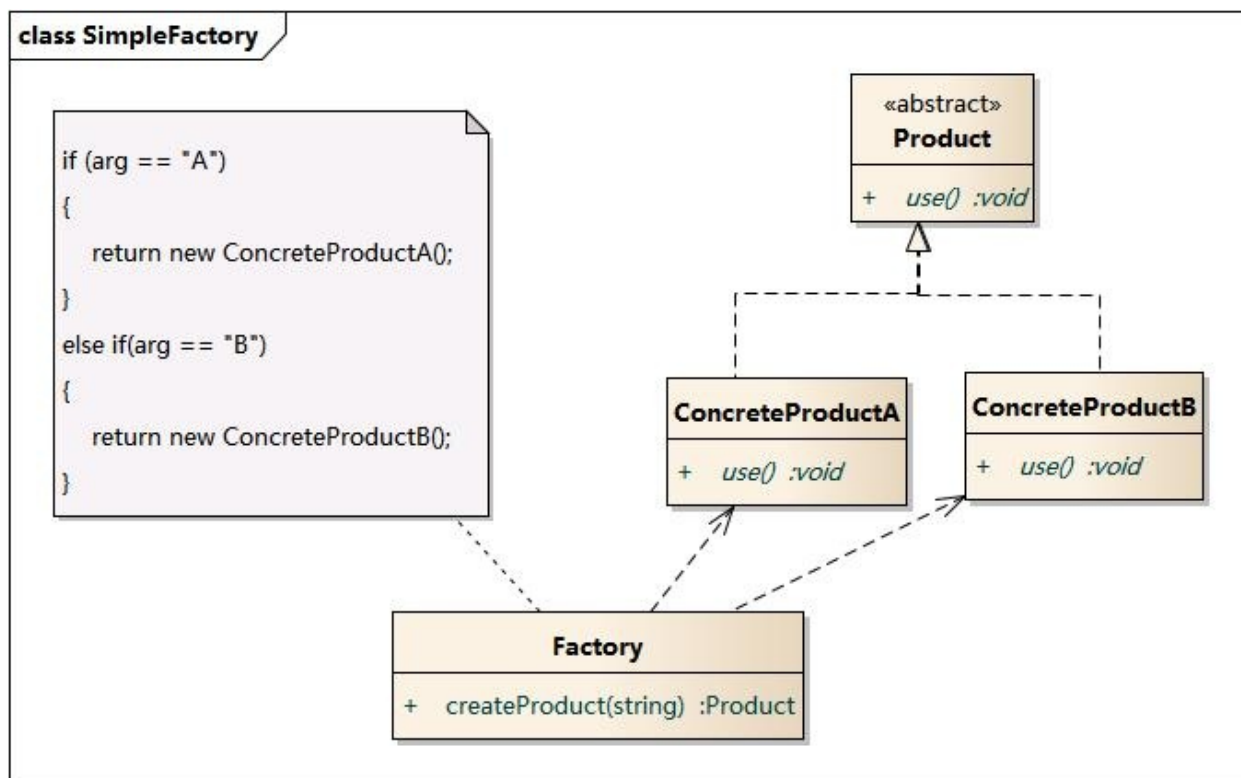 class SimpleFactory
if (arg == "A")
{
return new ConcreteProductA();
}
else if(arg == "B")
{
return new ConcreteProductB();
}
«abstract»
Product
+ use() :void
ConcreteProductA
+ use() :void
ConcreteProductB
+ use() :void
Factory
+ createProduct(string) :Product